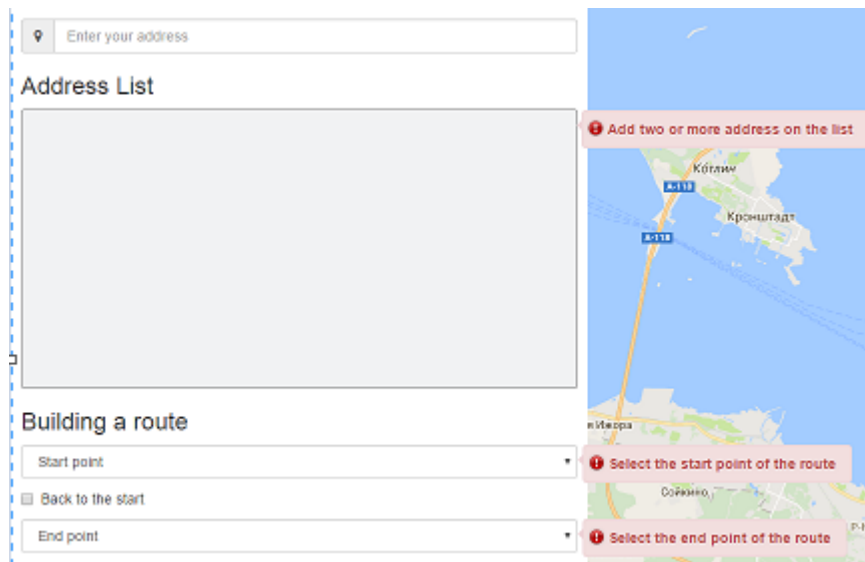 Enter your address
Address List
Add two or more address on the list
Котлин
А-118
Кронштадт
А-118
Building a route
я Ижора
Start point
Select the start point of the route
Back to the start
Сойкино
End point
Select the end point of the route